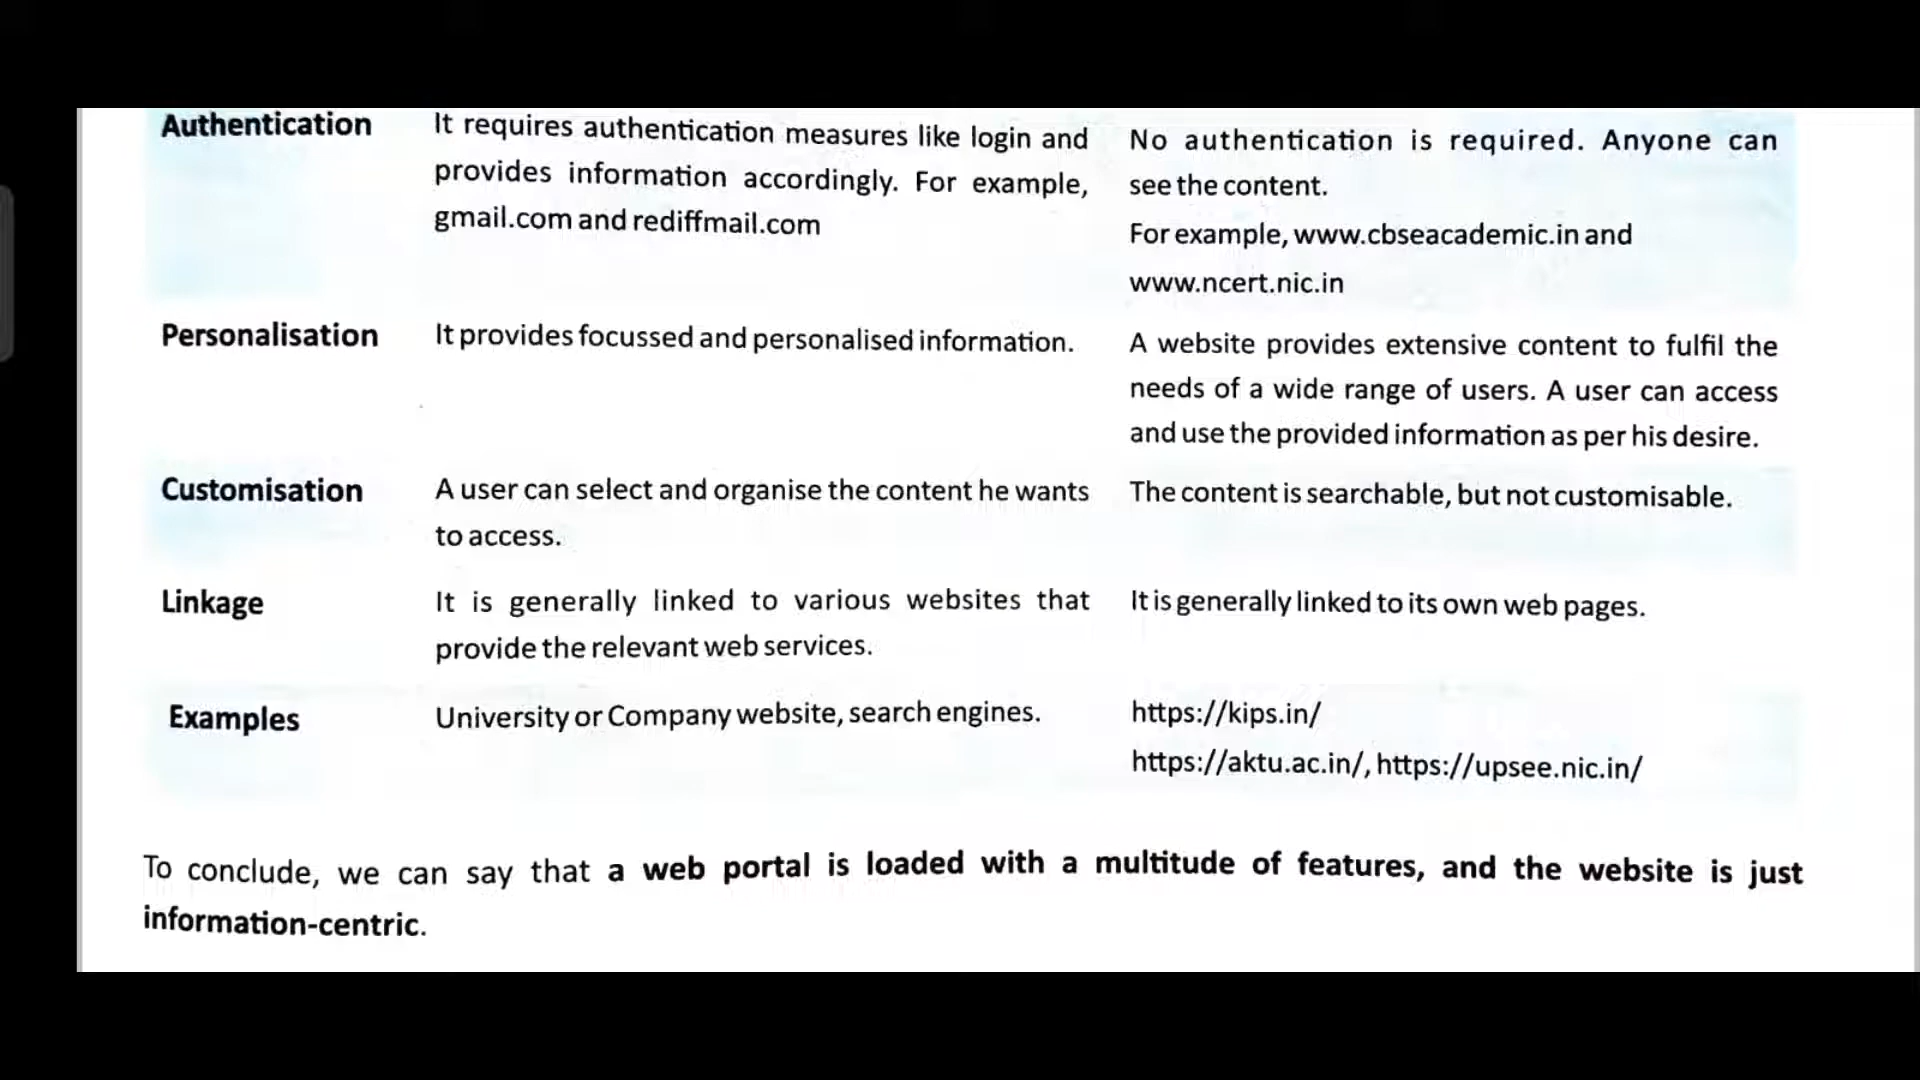 Authentication
It requires authentication measures like login and
provides information accordingly. For example,
gmail.com and rediffmail.com
No authentication is required. Anyone can
see the content.
For example, www.cbseacademic.in and
www.ncert.nic.in
Personalisation
It provides focussed and personalised information.
A website provides extensive content to fulfil the
needs of a wide range of users. A user can access
and use the provided information as per his desire.
Customisation
A user can select and organise the content he wants
to access.
The content is searchable, but not customisable.
Linkage
It is generally linked to various websites that
provide the relevant web services.
It is generally linked to its own web pages.
Examples
University or Company website, search engines.
https://kips.in/
https://aktu.ac.in/, https://upsee.nic.in/
To conclude, we can say that a web portal is loaded with a multitude of features, and the website is just
information-centric.